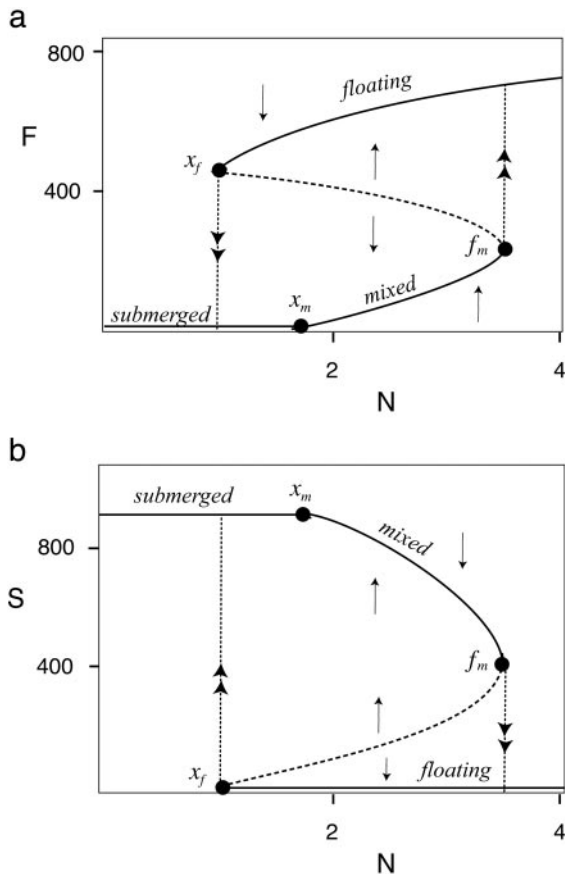 a
800
floating
F
x_f
400
f_m
x_m
mixed
submerged
2
4
N
b
x_m
submerged
mixed
800
S
400
f_m
x_f
floating
2
4
N